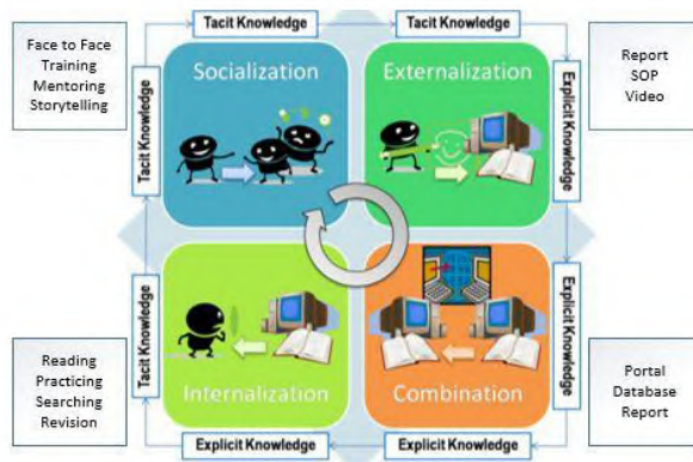 Tacit Knowledge
Tacit Knowledge
Face to Face
Training
Mentoring
Storytelling
Tacit Knowledge
Socialization
Externalization
Explicit Knowledge
Report
SOP
Video
Reading
Practicing
Searching
Revision
Tacit Knowledge
Internalization
Combination
Explicit Knowledge
Portal
Database
Report
Explicit Knowledge
Explicit Knowledge